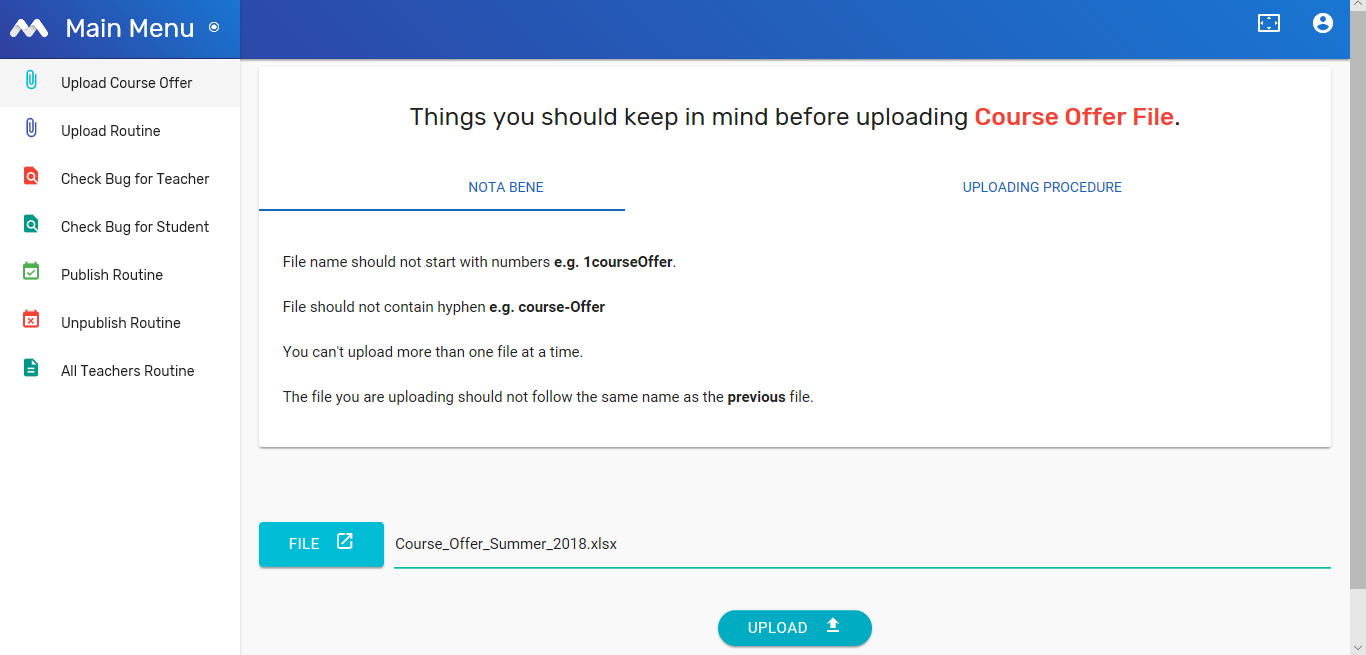 Main Menu
Upload Course Offer
Upload Routine
Check Bug for Teacher
Check Bug for Student
Publish Routine
Unpublish Routine
All Teachers Routine
Things you should keep in mind before uploading Course Offer File.
NOTA BENE
UPLOADING PROCEDURE
File name should not start with numbers e.g. 1courseOffer.
File should not contain hyphen e.g. course-Offer
You can't upload more than one file at a time.
The file you are uploading should not follow the same name as the previous file.
FILE
Course_Offer_Summer_2018.xlsx
UPLOAD